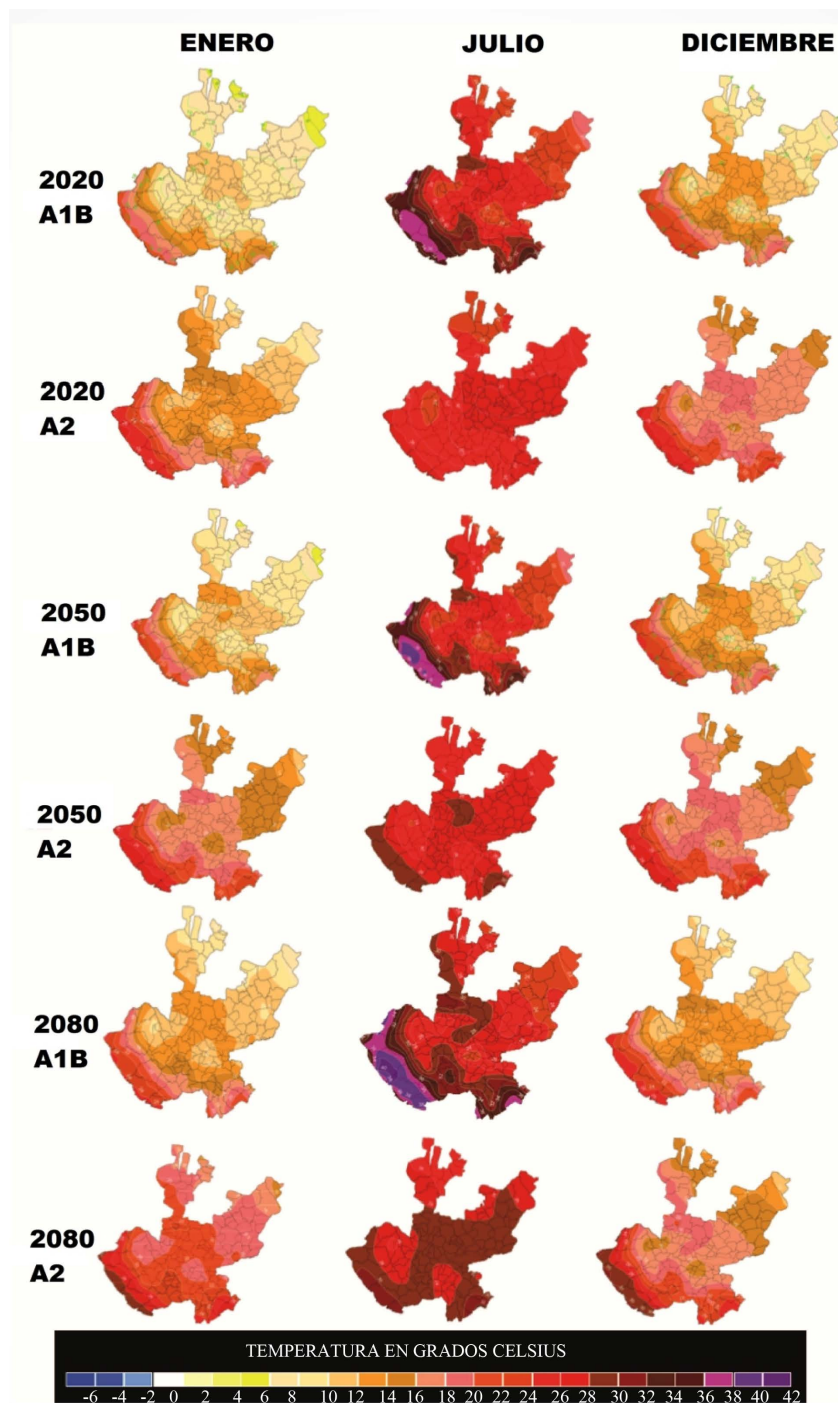 ENERO JULIO DICIEMBRE
2020
A1B
2020
A2
2050
A1B
2050
A2
2080
A1B
2080
A2
TEMPERATURA EN GRADOS CELSIUS
-6 -4 -2 0 2 4 6 8 10 12 14 16 18 20 22 24 26 28 30 32 34 36 38 40 42